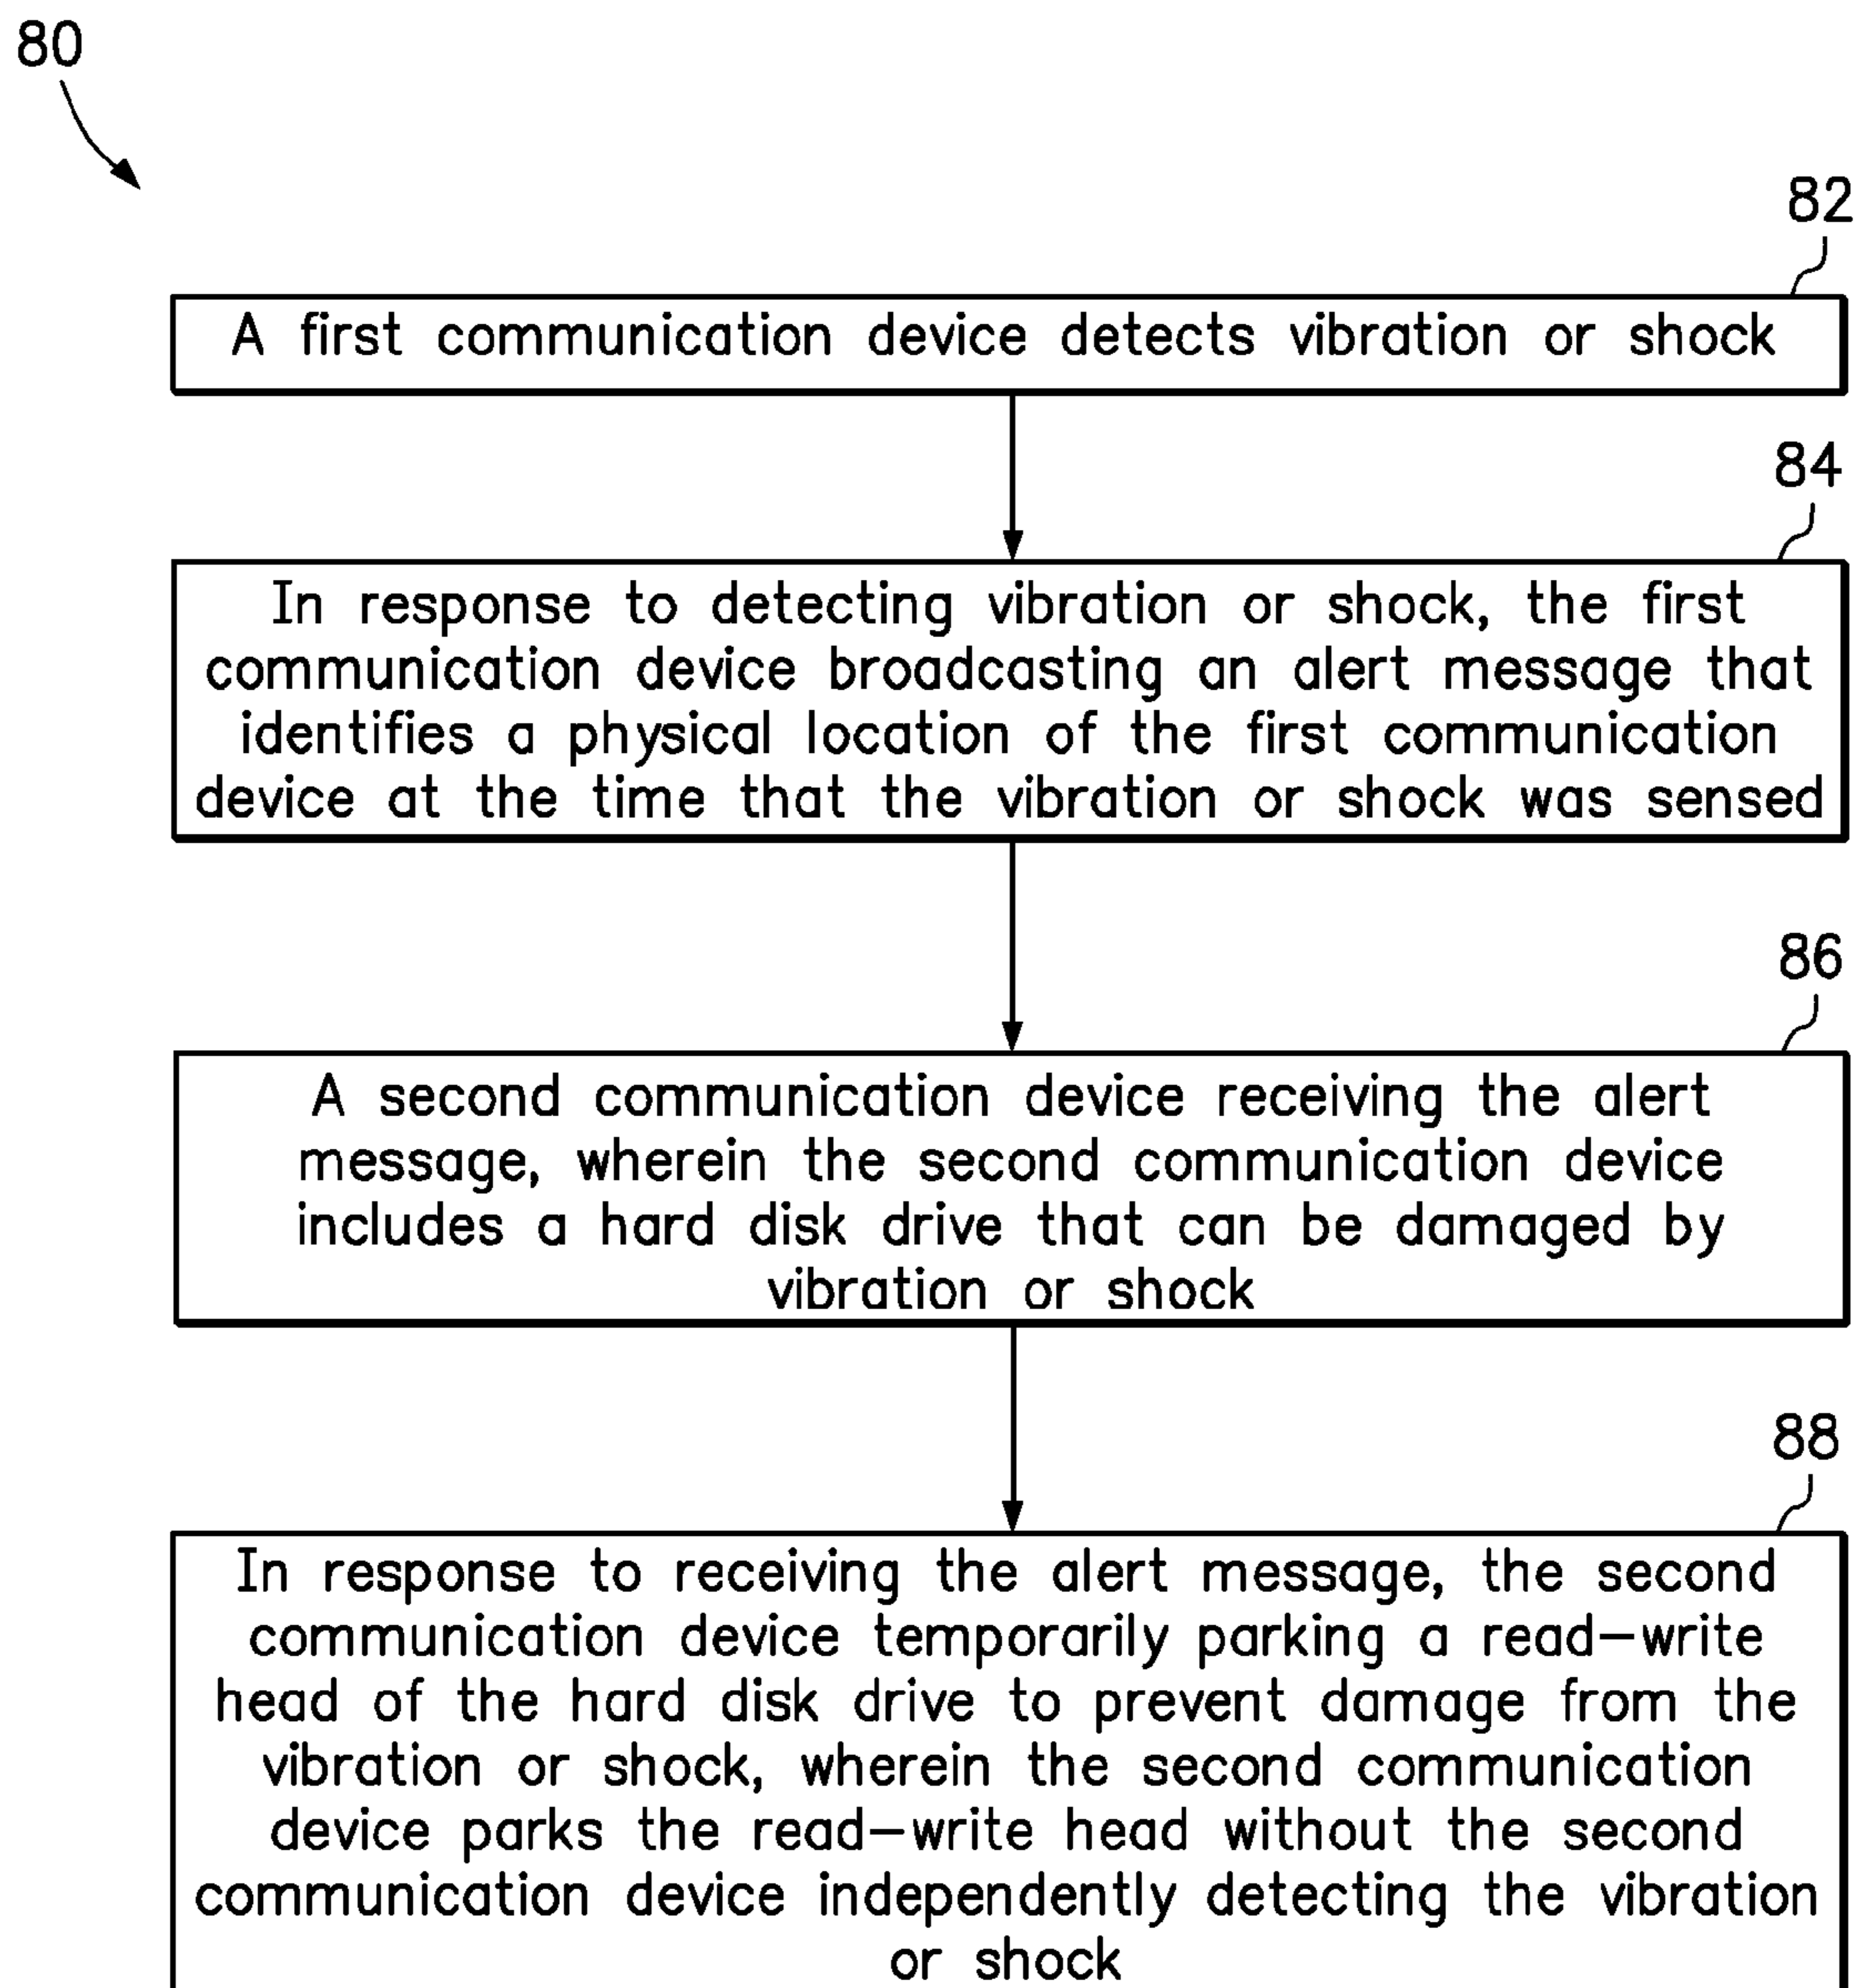 80
82
A first communication device detects vibration or shock
84
In response to detecting vibration or shock, the first
communication device broadcasting an alert message that
identifies a physical location of the first communication
device at the time that the vibration or shock was sensed
86
A second communication device receiving the alert
message, wherein the second communication device
includes a hard disk drive that can be damaged by
vibration or shock
88
In response to receiving the alert message, the second
communication device temporarily parking a read-write
head of the hard disk drive to prevent damage from the
vibration or shock, wherein the second communication
device parks the read-write head without the second
communication device independently detecting the vibration
or shock